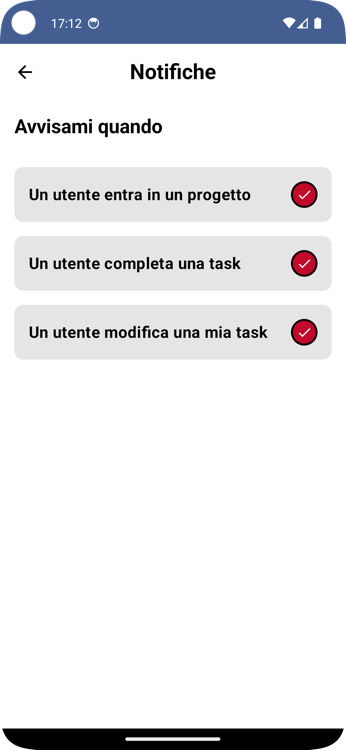 17:12
Notifiche
Avvisami quando
Un utente entra in un progetto
Un utente completa una task
Un utente modifica una mia task